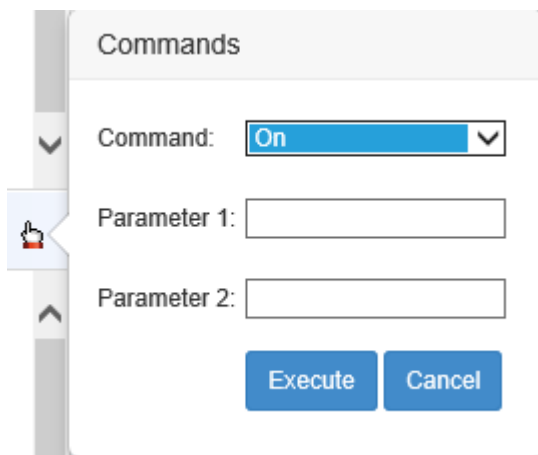 Commands
Command: On
Parameter 1:
Parameter 2:
Execute Cancel